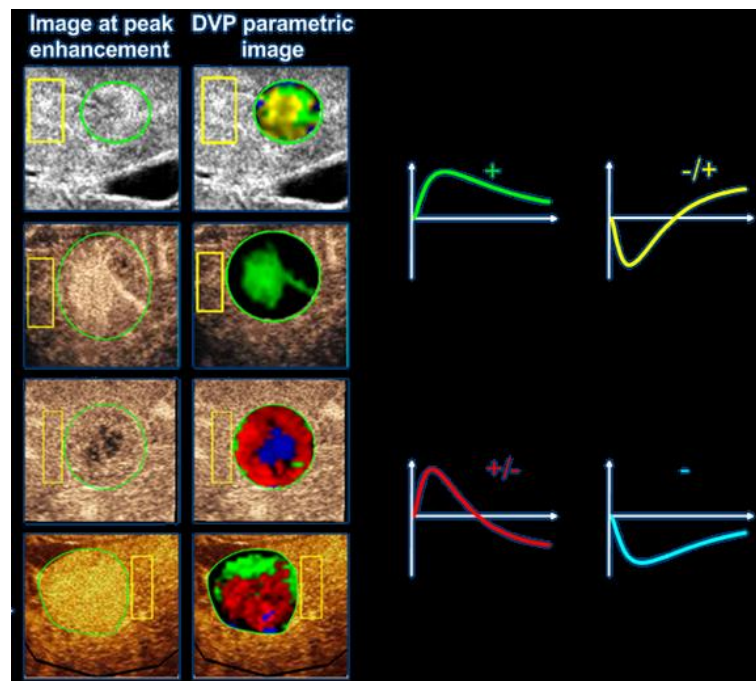 Image at peak
enhancement
DVP parametric
image
+
-/+
+/-
-